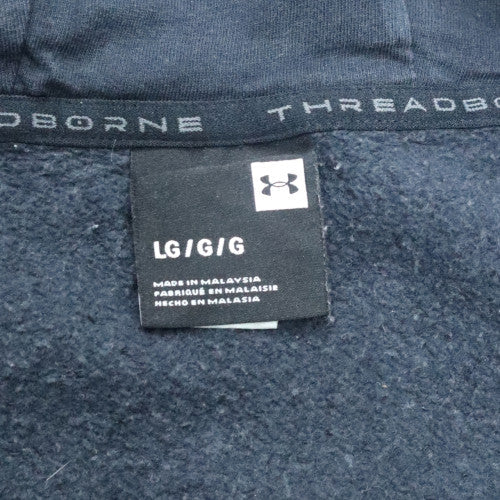 DBORNE THREADBO
LG/G/G
MADE IN MALAYSIA
FABRIQUÉ EN MALAISIE
HECHO EN MALASIA